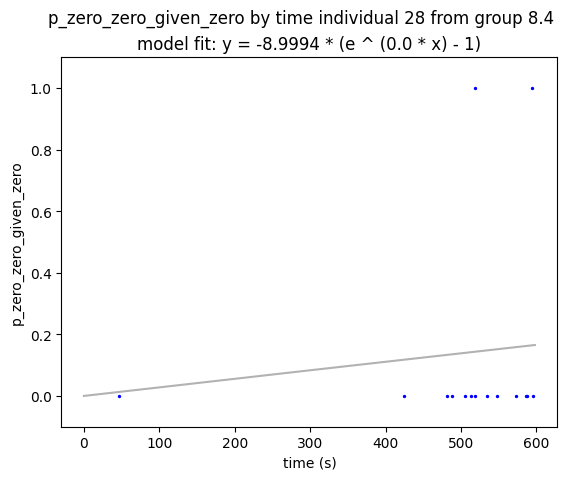 p_zero_zero_given_zero by time individual 28 from group 8.4
model fit: y = -8.9994 * (e ^ (0.0 * x) - 1)
p_zero_zero_given_zero
1.0
0.8
0.6
0.4
0.2
0.0
0 100 200 300 400 500 600
time (s)